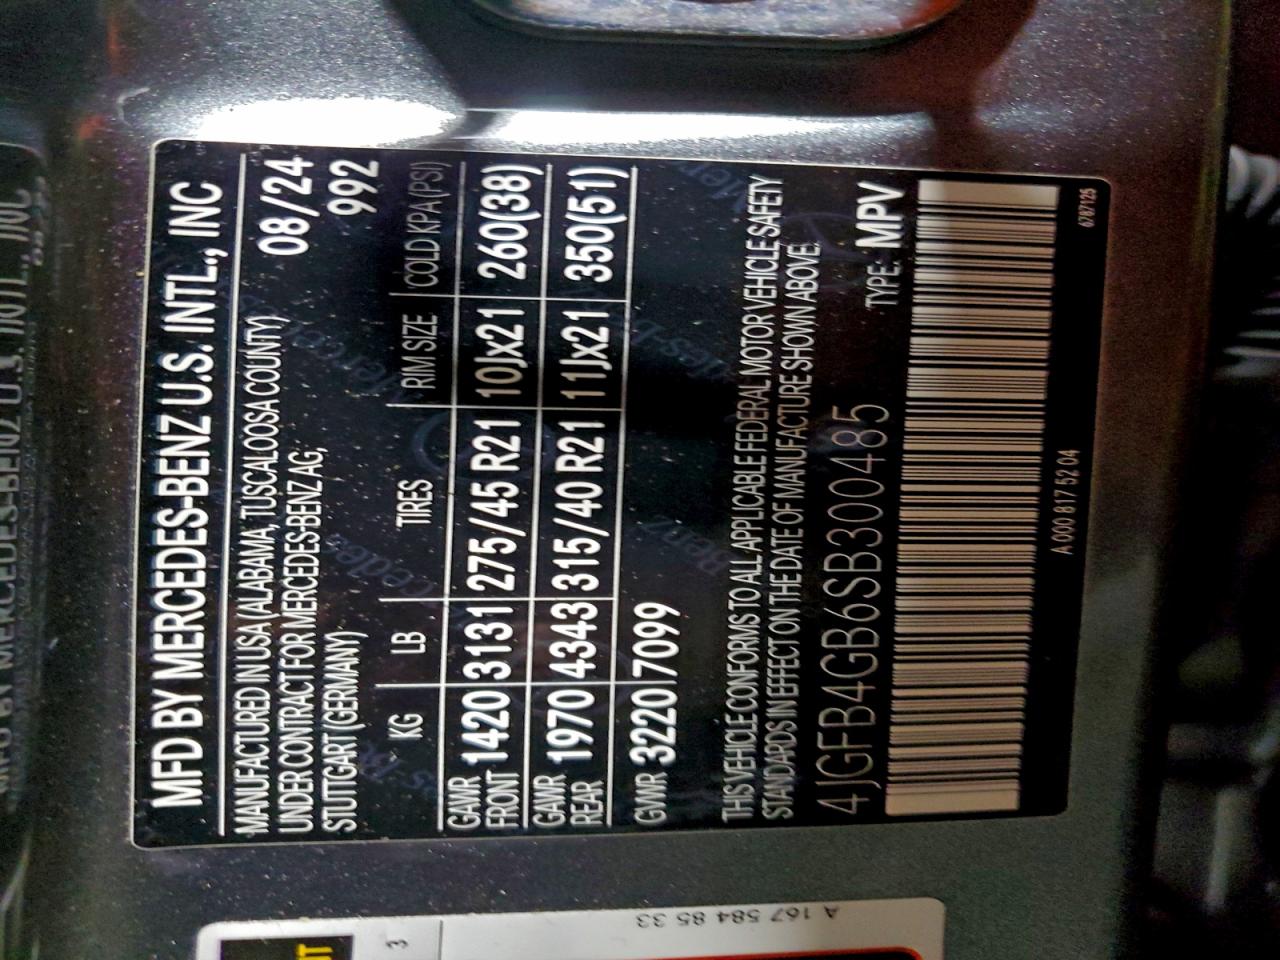 MFD BY MERCEDES-BENZ U.S. INTL., INC
MANUFACTURED IN USA (ALABAMA, TUSCALOOSA COUNTY) 08/24
UNDER CONTRACT FOR MERCEDES-BENZ AG, 992
STUTTGART (GERMANY)
KG LB TIRES RIM SIZE COLD KPA(PSI)
GAWR FRONT 1420 3131 275/45 R21 10Jx21 260(38)
GAWR REAR 1970 4343 315/40 R21 11Jx21 350(51)
GVWR 3220 7099
THIS VEHICLE CONFORMS TO ALL APPLICABLE FEDERAL MOTOR VEHICLE SAFETY
STANDARDS IN EFFECT ON THE DATE OF MANUFACTURE SHOWN ABOVE.
4JGFB4GB6SB300485 TYPE: MPV
A 000 817 52 04 6787125
A 167 584 85 33
3